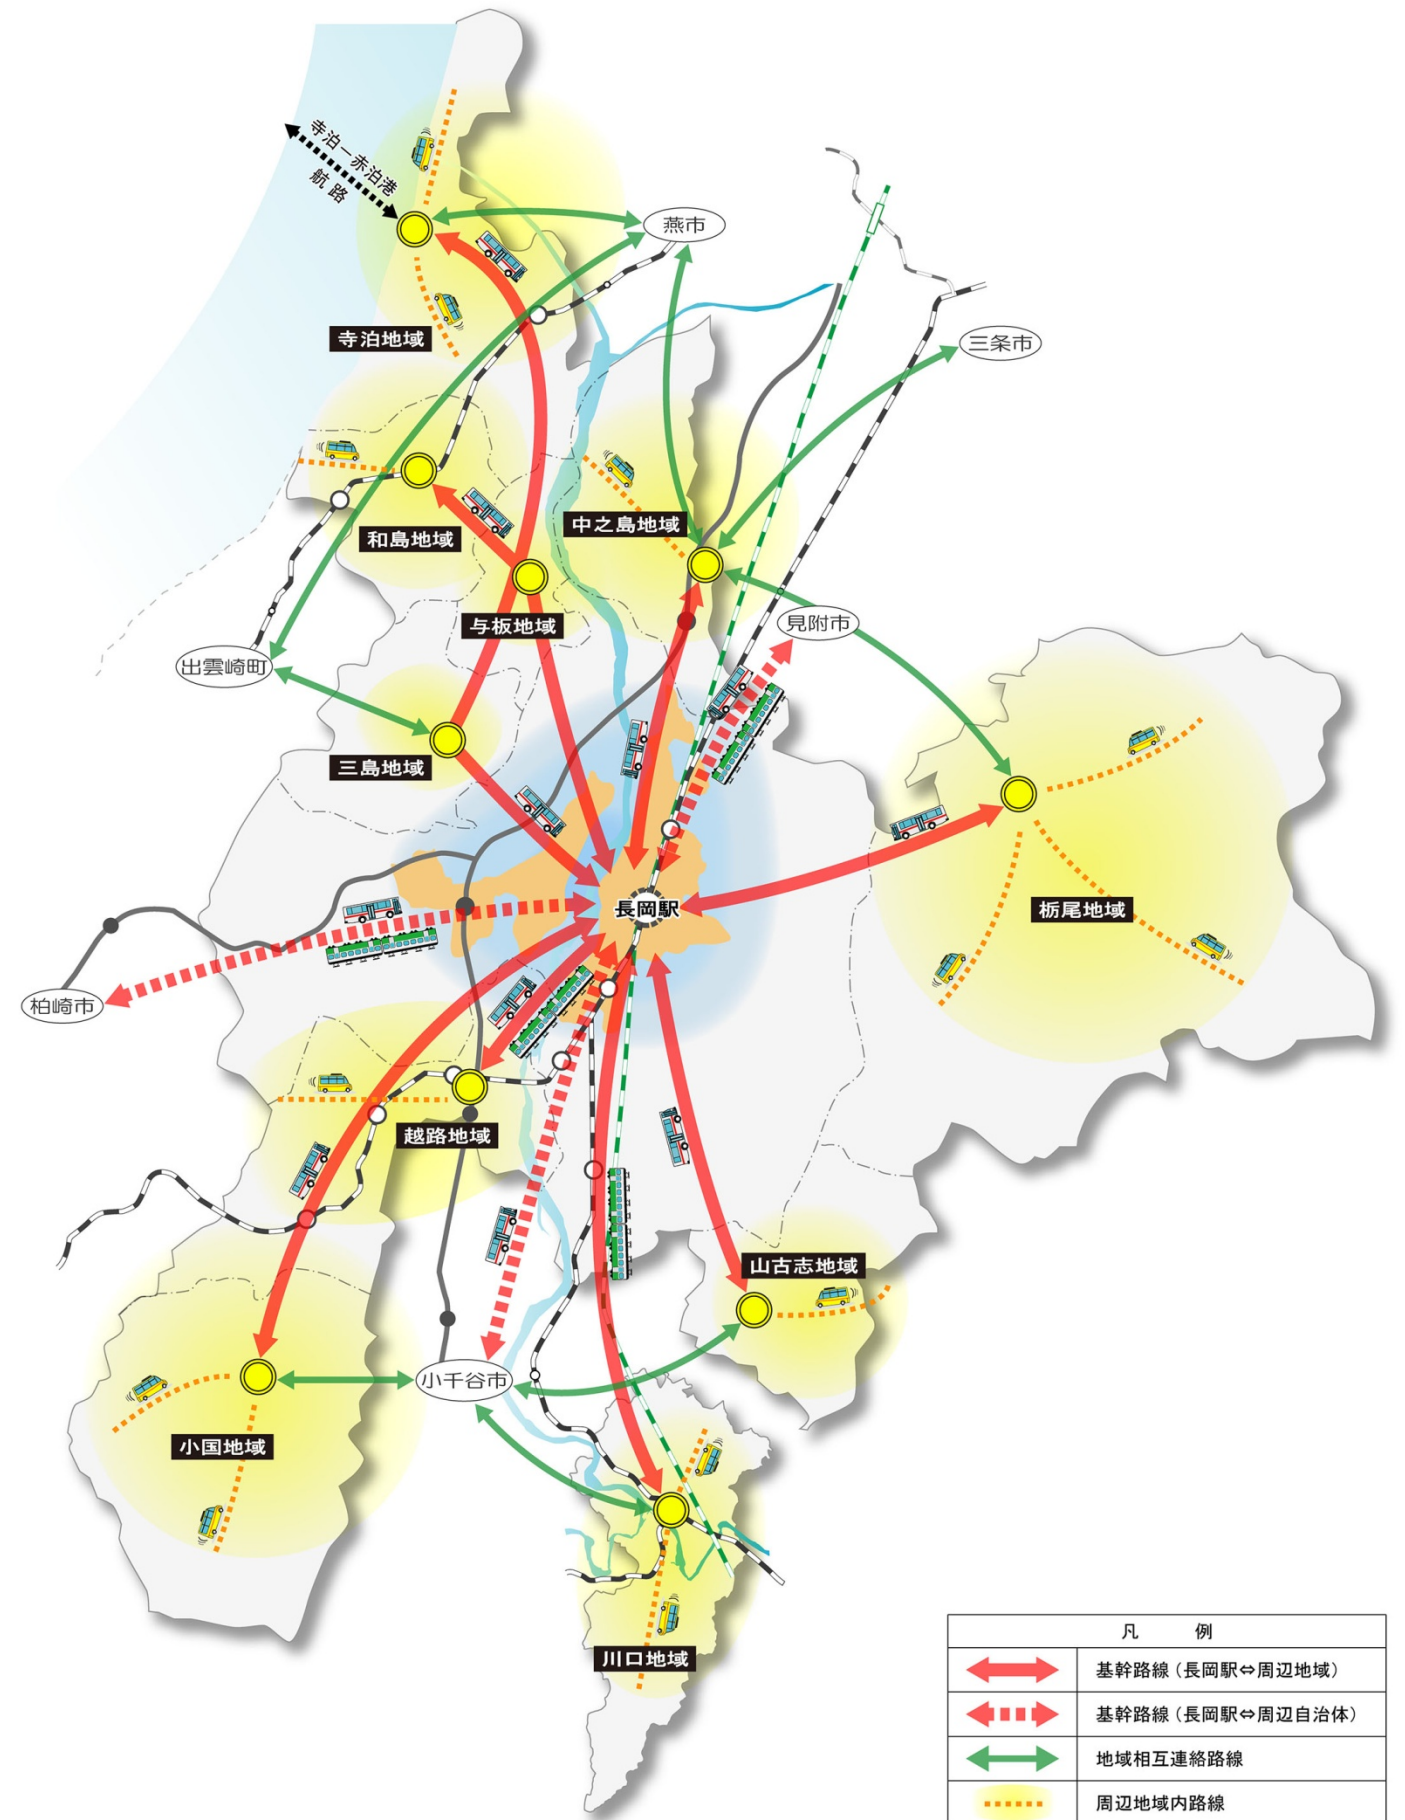 寺泊ー赤泊港
航路
燕市
三条市
寺泊地域
和島地域
中之島地域
与板地域
見附市
出雲崎町
三島地域
長岡駅
栃尾地域
柏崎市
越路地域
山古志地域
小千谷市
小国地域
川口地域
凡 例
基幹路線(長岡駅⇔周辺地域)
基幹路線(長岡駅⇔周辺自治体)
地域相互連絡路線
周辺地域内路線